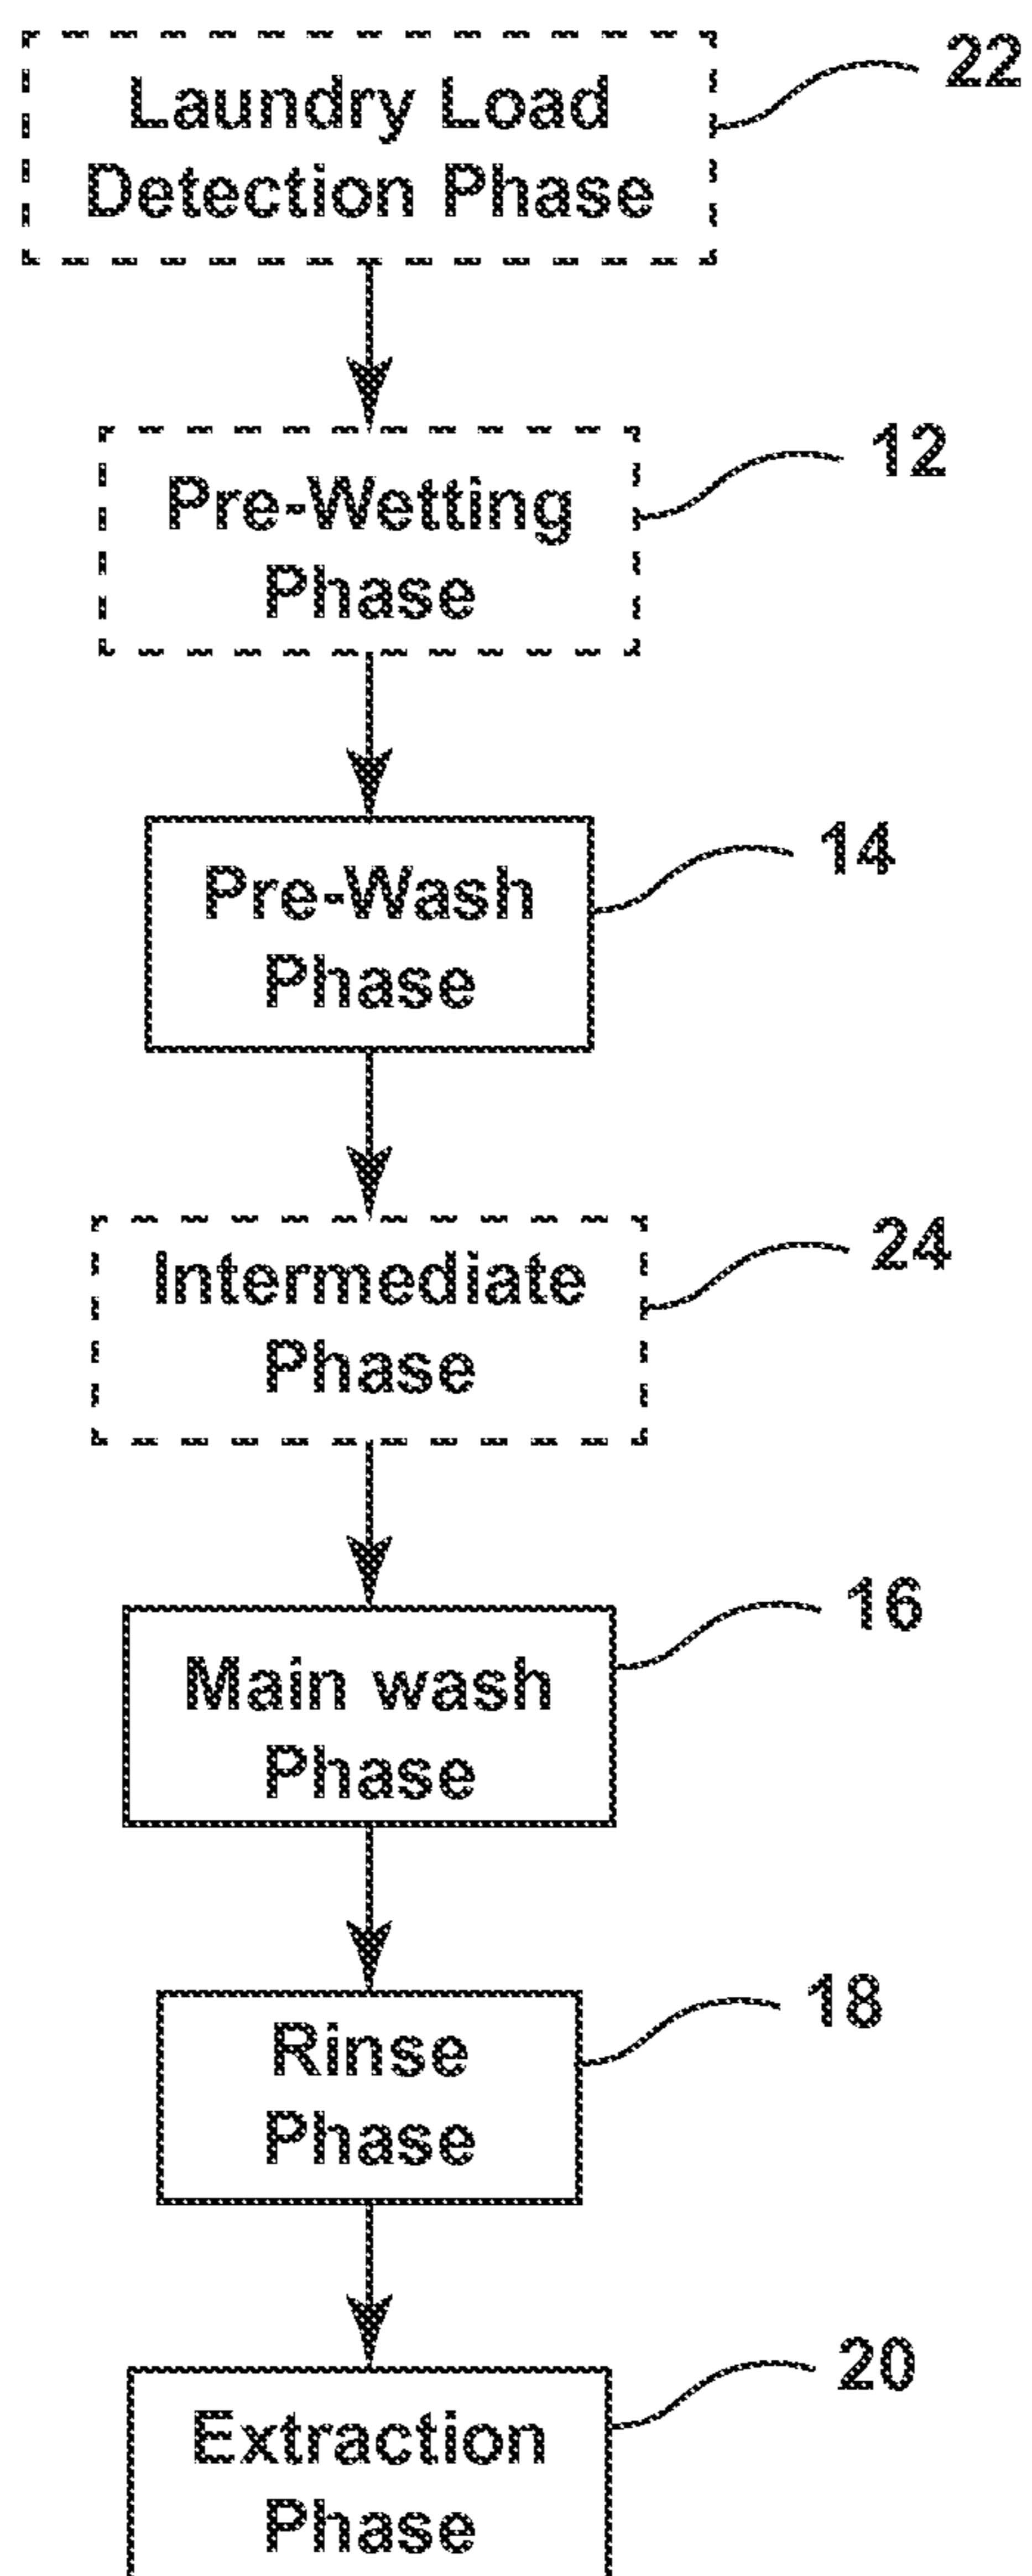 Laundry Load
Detection Phase
22
Pre-Wetting
Phase
12
Pre-Wash
Phase
14
Intermediate
Phase
24
Main wash
Phase
16
Rinse
Phase
18
Extraction
Phase
20